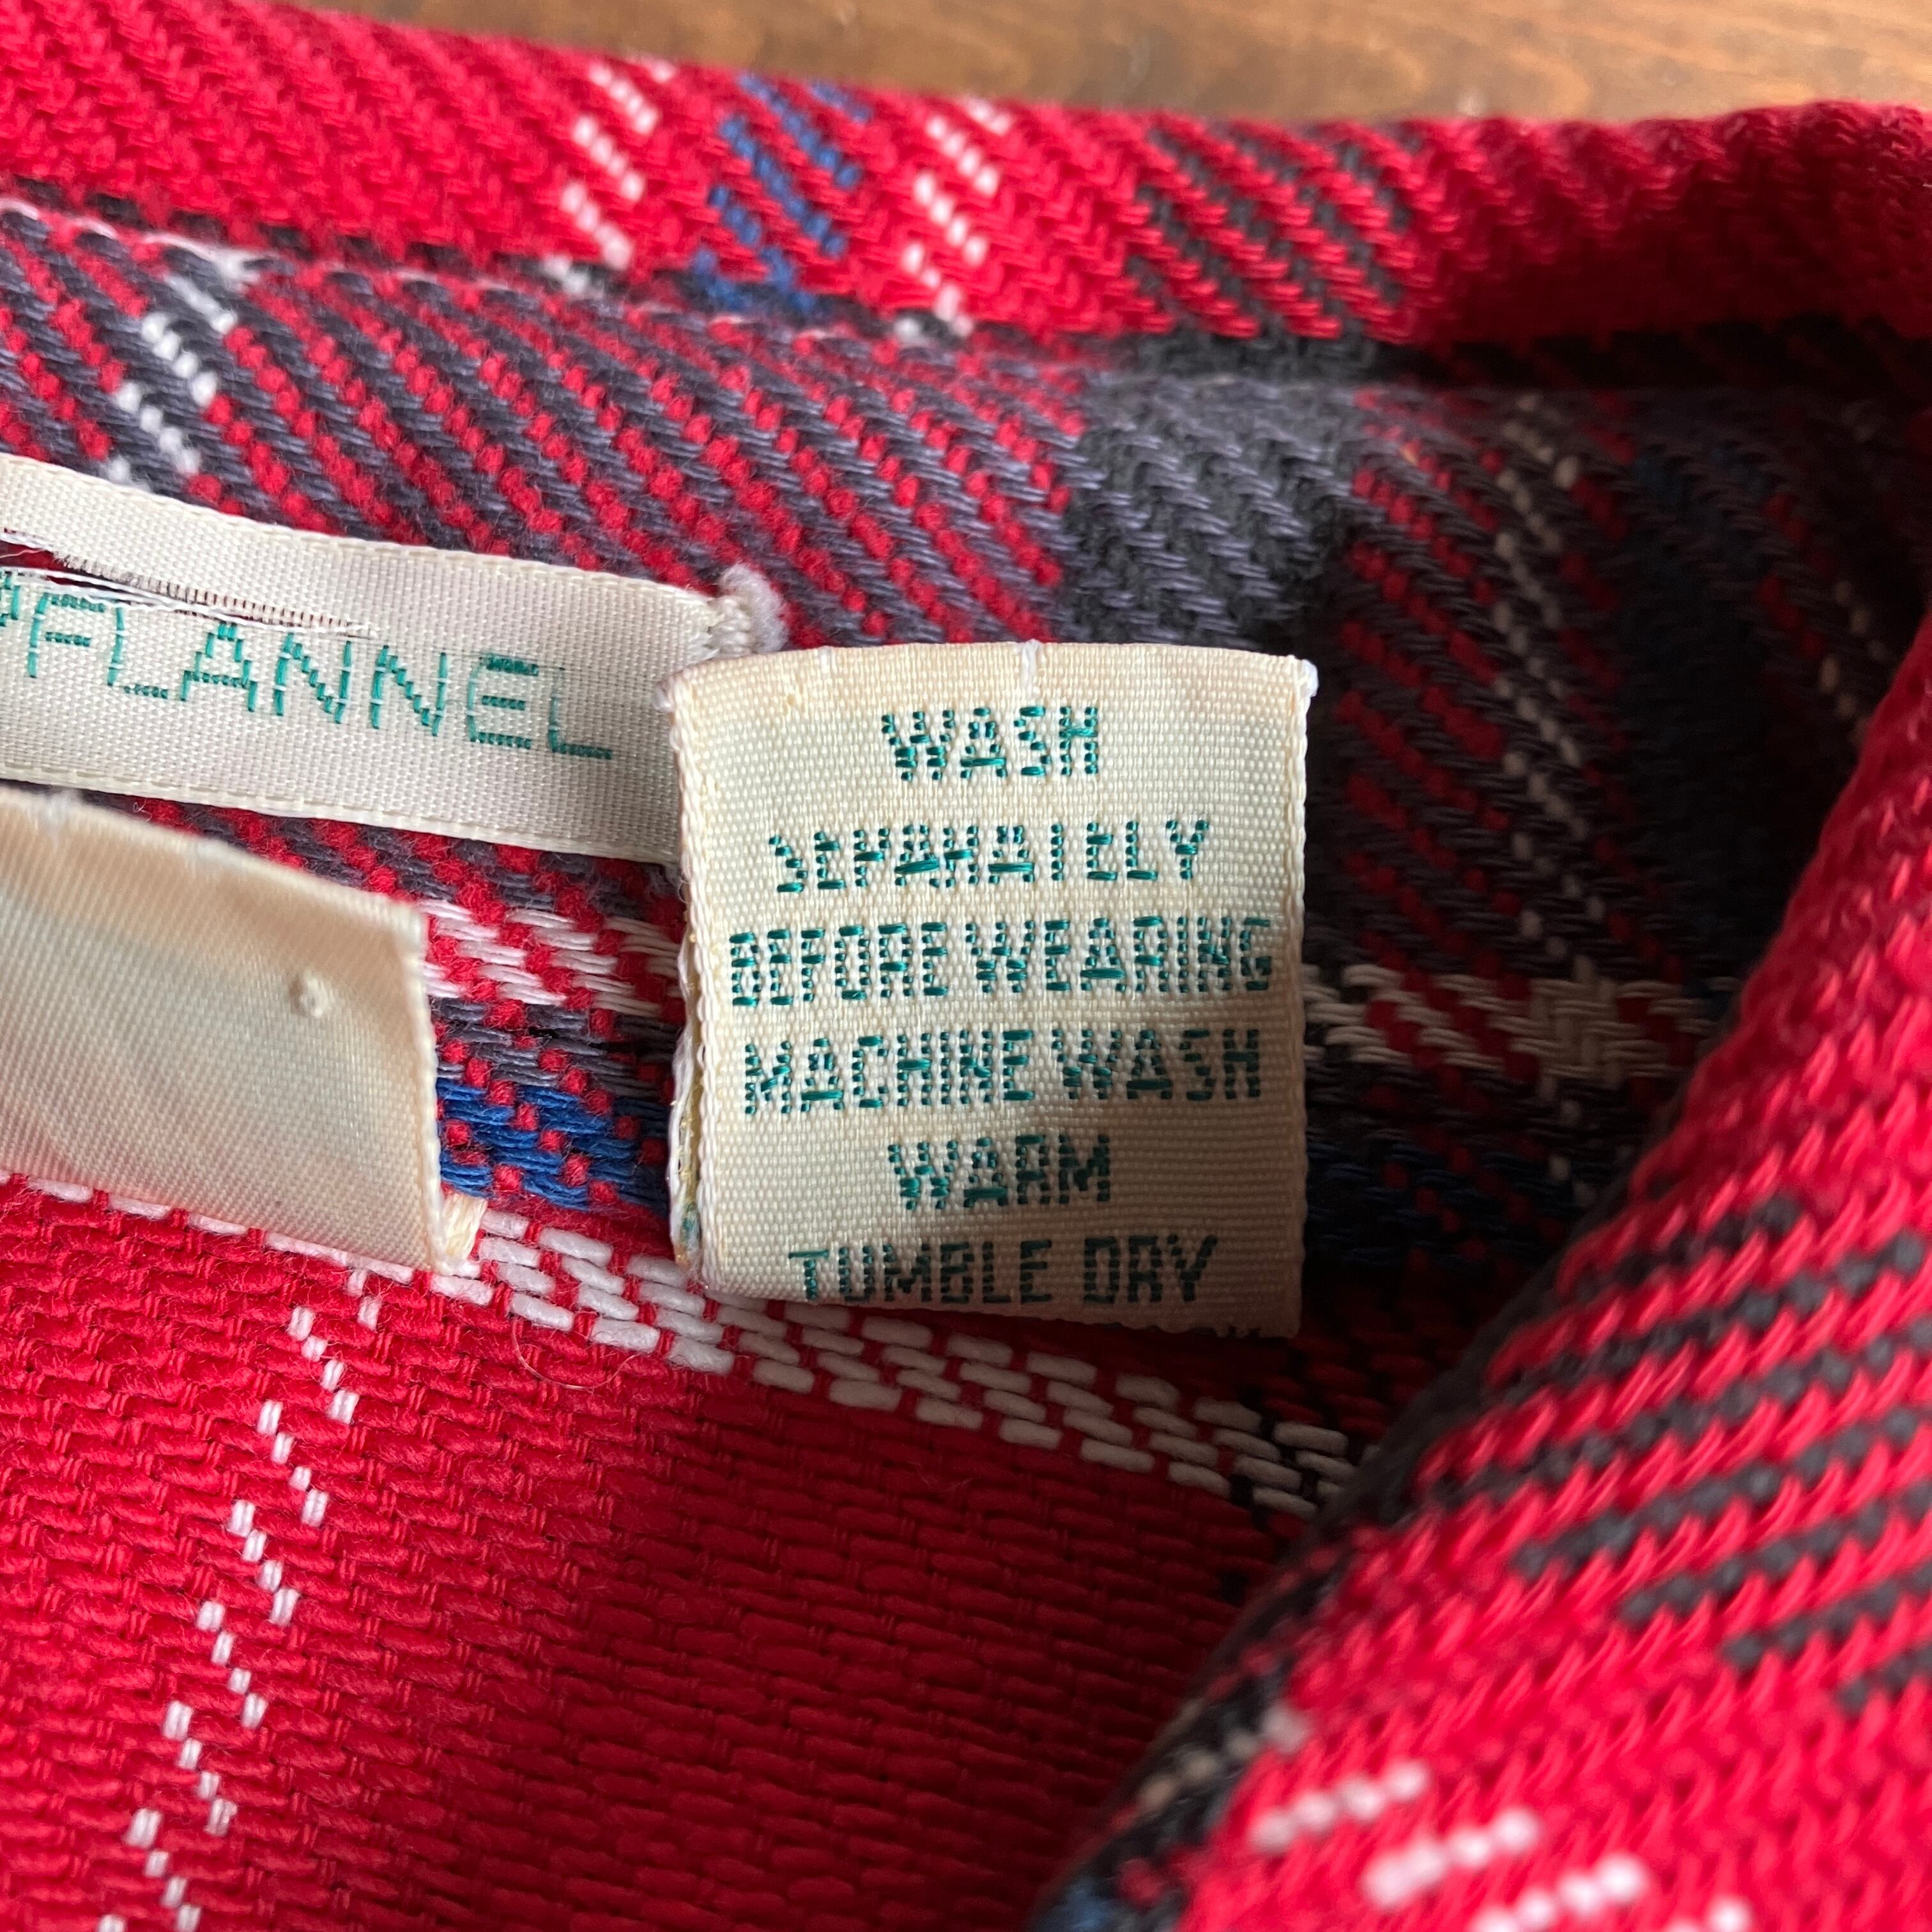 FLANNEL
WASH
SEPARATELY
BEFORE WEARING
MACHINE WASH
WARM
TUMBLE DRY